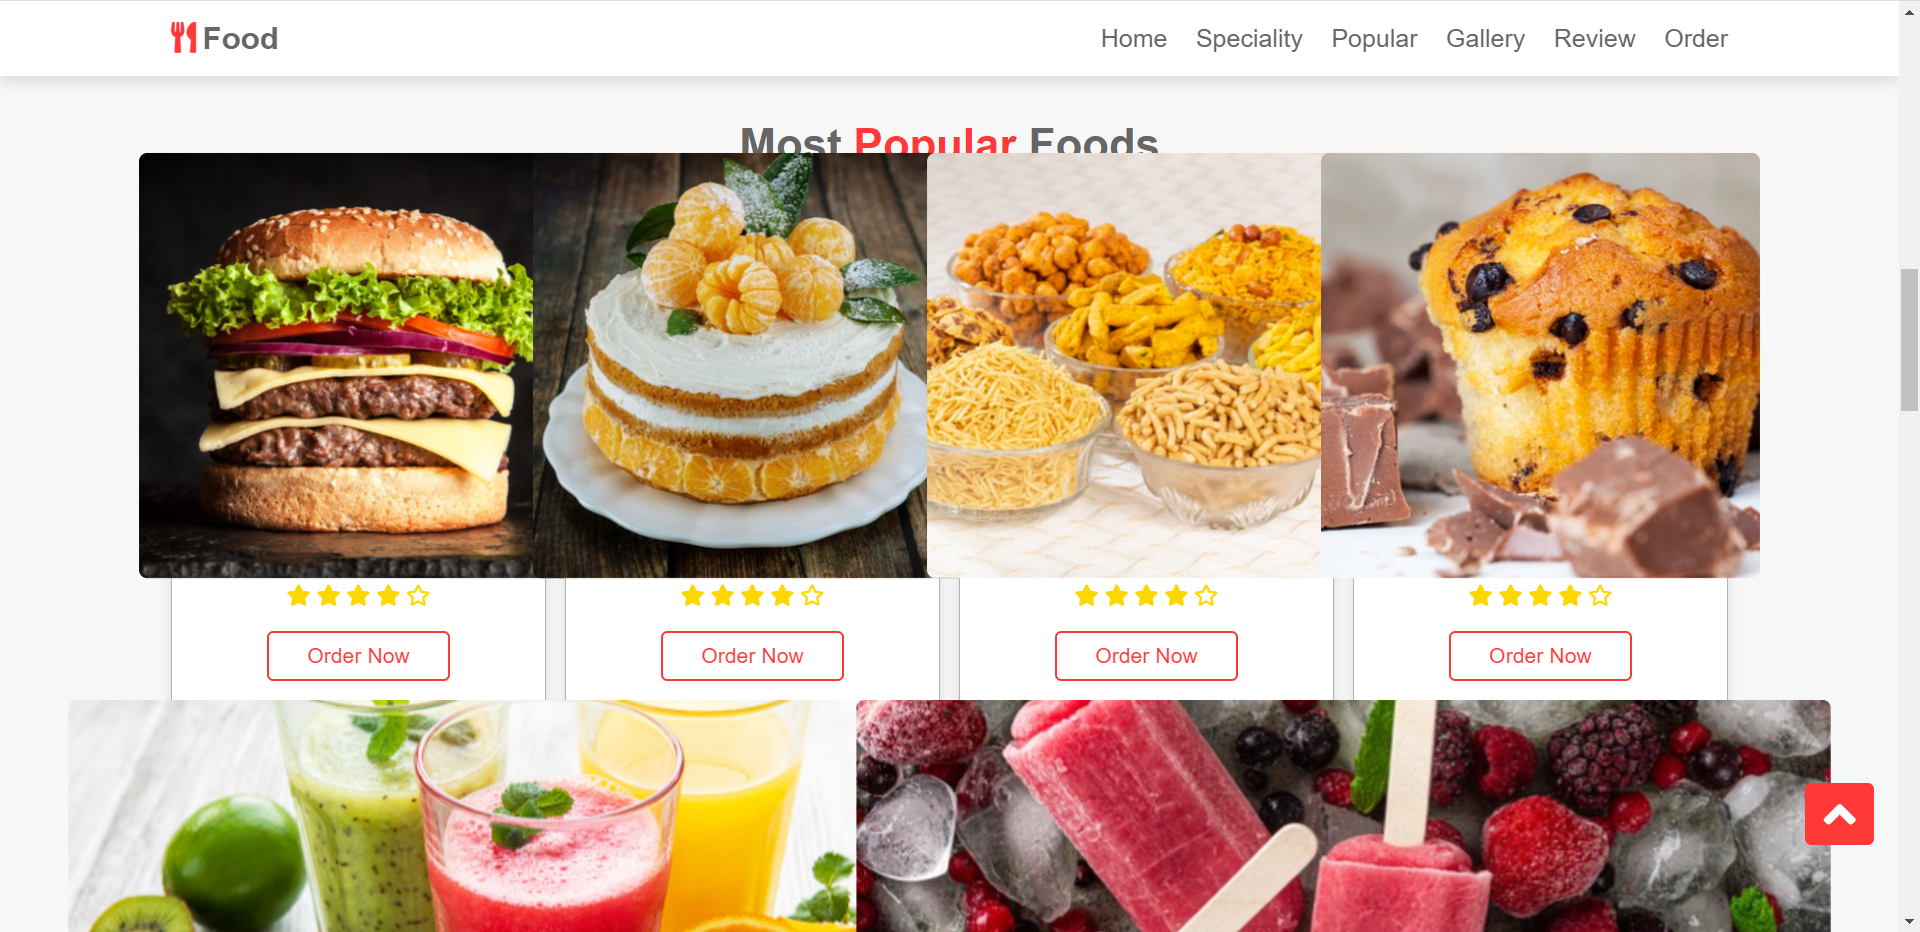 Food
Home Speciality Popular Gallery Review Order
Most Popular Foods
Order Now Order Now Order Now Order Now